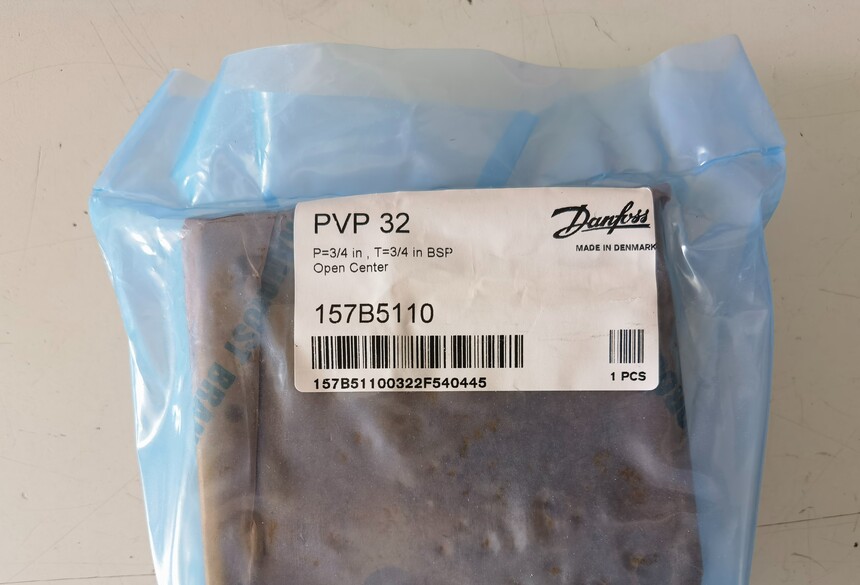 PVP 32
Danfoss
MADE IN DENMARK
P=3/4 in , T=3/4 in BSP
Open Center
157B5110
157B51100322F540445
1 PCS